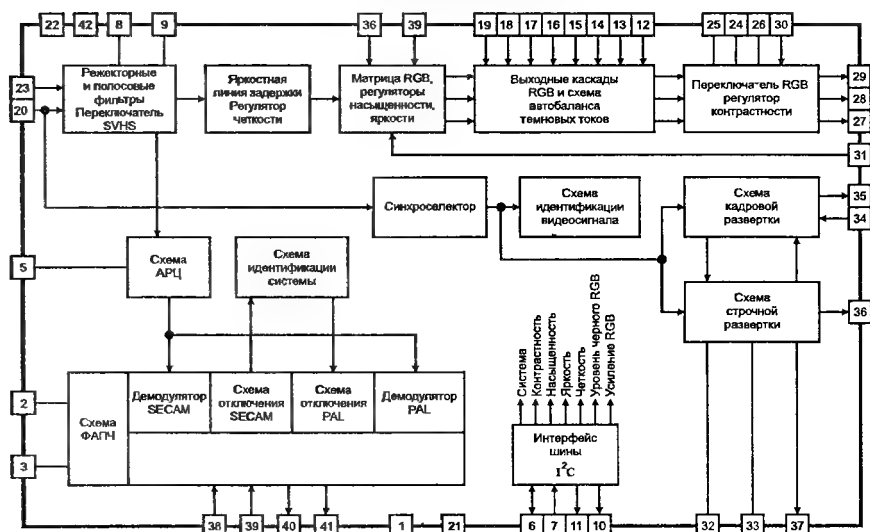 22 42 8 9 36 39 19 18 17 16 15 14 13 12 25 24 26 30
23
20
Режекторные
и полосовые
фильтры
Переключатель
SVHS
Яркостная
линия задержки
Регулятор
четкости
Матрица RGB,
регуляторы
насыщенности,
яркости
Выходные каскады
RGB и схема
автобаланса
темновых токов
Переключатель RGB
регулятор
контрастности
29
28
27
31
Синхроселектор
Схема
идентификации
видеосигнала
Схема
кадровой
развертки
35
34
5
Схема
АРЦ
Схема
идентификации
системы
Схема
строчной
развертки
36
Система
Контрастность
Насыщенность
Яркость
Четкость
Уровень черного RGB
Усиление RGB
2
3
Схема
ФАПЧ
Демодулятор
SECAM
Схема
отключения
SECAM
Схема
отключения
PAL
Демодулятор
PAL
Интерфейс
шины
I²C
38 39 40 41 1 21 6 7 11 10 32 33 37